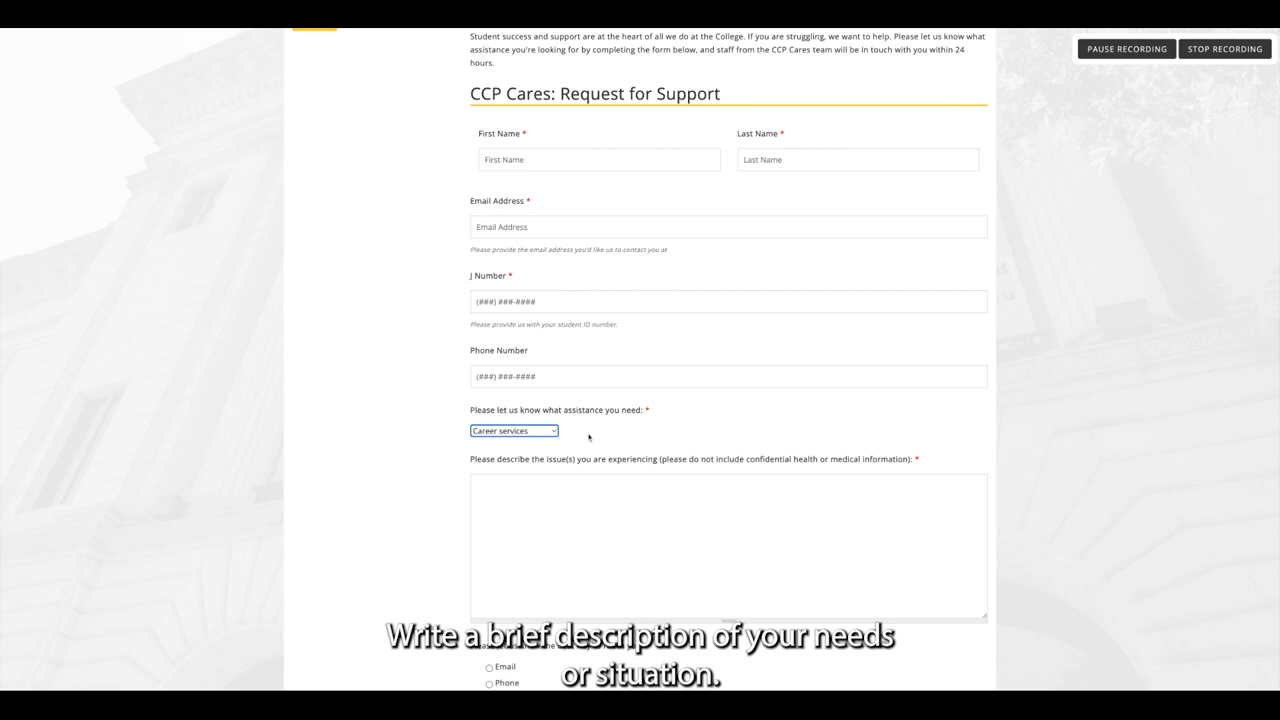 Student success and support are at the heart of all we do at the College. If you are struggling, we want to help. Please let us know what
assistance you're looking for by completing the form below, and staff from the CCP Cares team will be in touch with you within 24
hours.
PAUSE RECORDING STOP RECORDING
CCP Cares: Request for Support
First Name * Last Name *
First Name Last Name
Email Address *
Email Address
Please provide the email address you'd like us to contact you at
J Number *
(###) ###-####
Please provide us with your student ID number.
Phone Number
(###) ###-####
Please let us know what assistance you need: *
Career services
Please describe the issue(s) you are experiencing (please do not include confidential health or medical information): *
Write a brief description of your needs
or situation.
Email
Phone